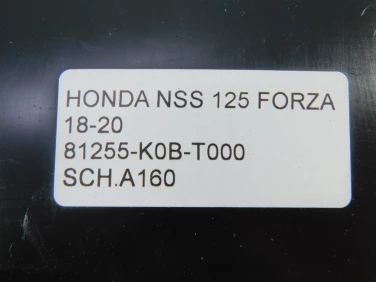 HONDA NSS 125 FORZA
18-20
81255-K0B-T000
SCH.A160